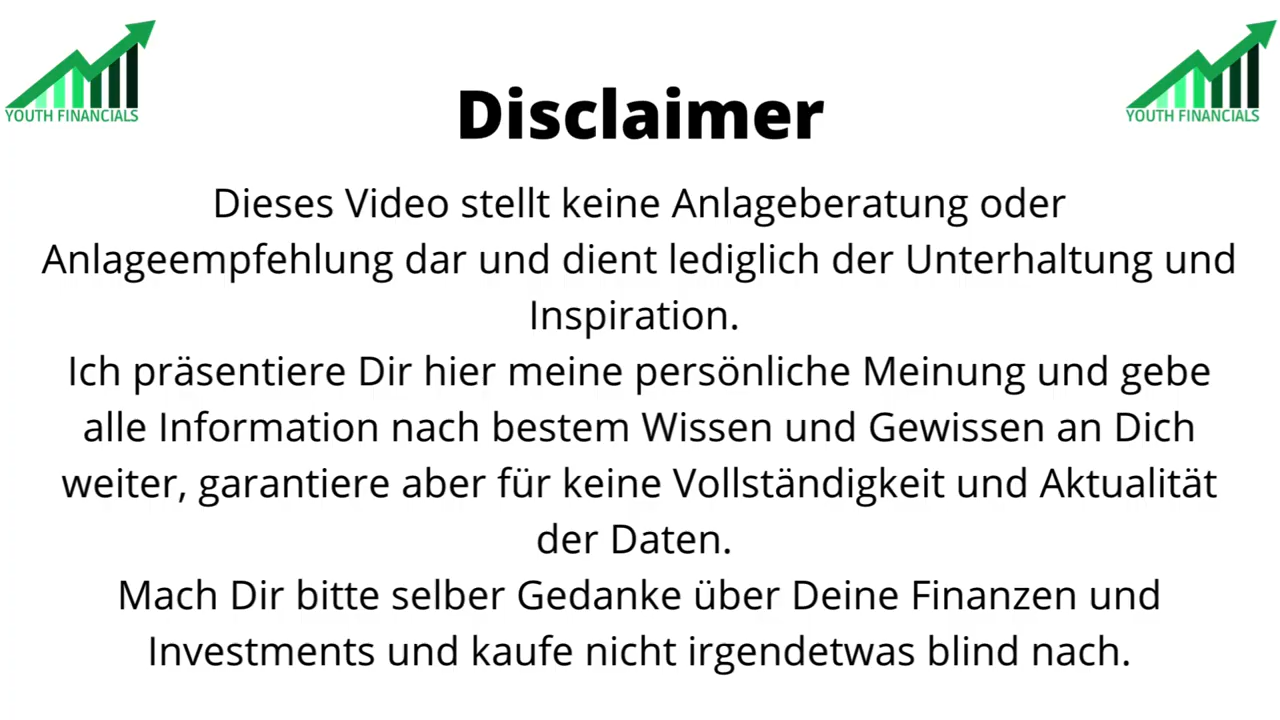 YOUTH FINANCIALS
YOUTH FINANCIALS
Disclaimer
Dieses Video stellt keine Anlageberatung oder
Anlageempfehlung dar und dient lediglich der Unterhaltung und
Inspiration.
Ich präsentiere Dir hier meine persönliche Meinung und gebe
alle Information nach bestem Wissen und Gewissen an Dich
weiter, garantiere aber für keine Vollständigkeit und Aktualität
der Daten.
Mach Dir bitte selber Gedanke über Deine Finanzen und
Investments und kaufe nicht irgendetwas blind nach.